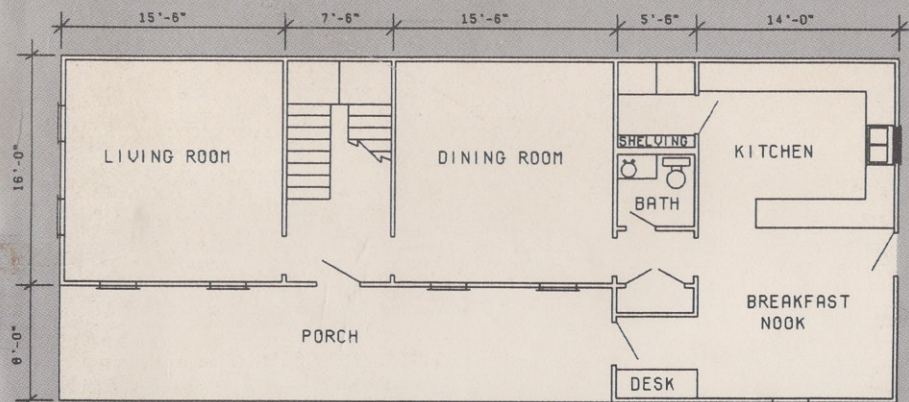 15'-6"
7'-6"
15'-6"
5'-6"
14'-0"
16'-0"
8'-0"
LIVING ROOM
DINING ROOM
SHELVING
BATH
KITCHEN
BREAKFAST
NOOK
PORCH
DESK